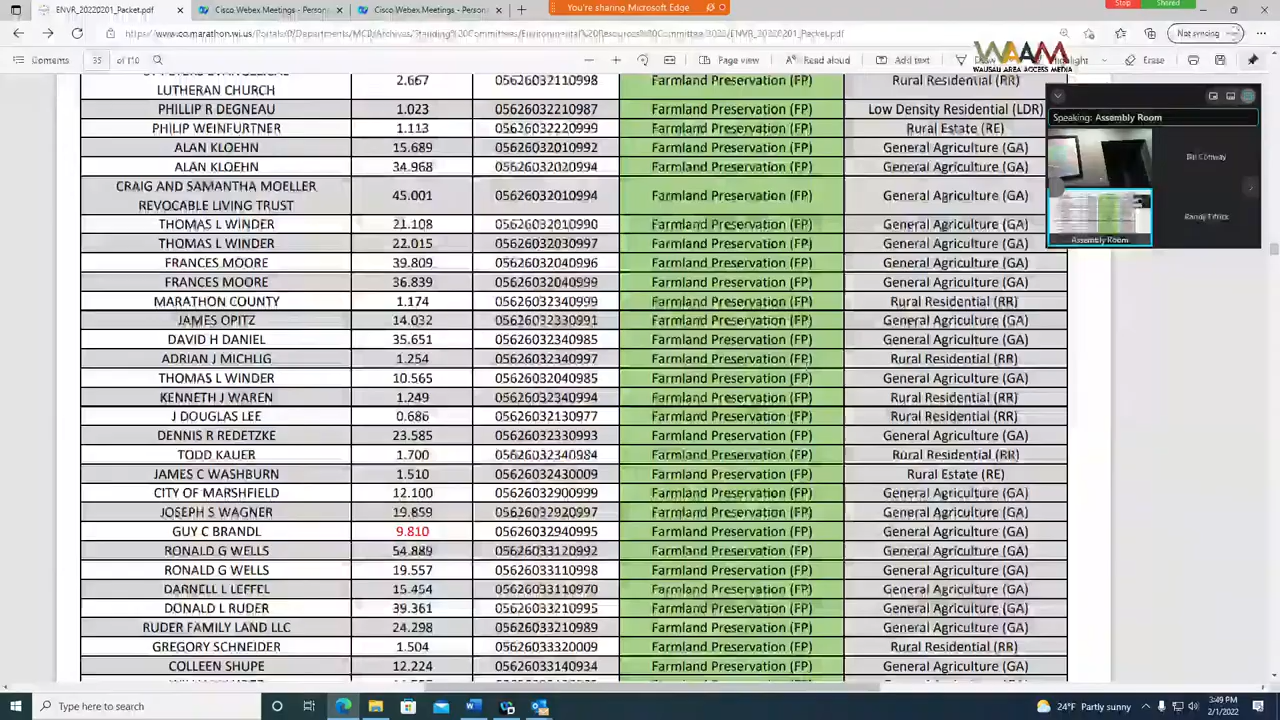 ENVR_20220201_Packet.pdf
Cisco Webex Meetings - Person
Cisco Webex Meetings - Person
You're sharing Microsoft Edge
Stop
Shared
Not syncing
WAAM
WAUSAU AREA ACCESS MEDIA
Contents
35
of 110
Read aloud
Add text
Highlight
Erase
Speaking: Assembly Room
Assembly Room
LUTHERAN CHURCH 2.667 05626032110998 Farmland Preservation (FP) Rural Residential (RR)
PHILLIP R DEGNEAU 1.023 05626032210987 Farmland Preservation (FP) Low Density Residential (LDR)
PHILIP WEINFURTNER 1.113 05626032220999 Farmland Preservation (FP) Rural Estate (RE)
ALAN KLOEHN 15.689 05626032010992 Farmland Preservation (FP) General Agriculture (GA)
ALAN KLOEHN 34.968 05626032020994 Farmland Preservation (FP) General Agriculture (GA)
CRAIG AND SAMANTHA MOELLER
REVOCABLE LIVING TRUST 45.001 05626032010994 Farmland Preservation (FP) General Agriculture (GA)
THOMAS L WINDER 21.108 05626032010990 Farmland Preservation (FP) General Agriculture (GA)
THOMAS L WINDER 05626032030997 Farmland Preservation (FP) General Agriculture (GA)
FRANCES MOORE 39.809 05626032040996 Farmland Preservation (FP) General Agriculture (GA)
FRANCES MOORE 36.839 05626032040999 Farmland Preservation (FP) General Agriculture (GA)
MARATHON COUNTY 1.174 05626032340999 Farmland Preservation (FP) Rural Residential (RR)
JAMES OPITZ 14.032 05626032330991 Farmland Preservation (FP) General Agriculture (GA)
DAVID H DANIEL 35.651 05626032340985 Farmland Preservation (FP) General Agriculture (GA)
ADRIAN J MICHLIG 1.254 05626032340997 Farmland Preservation (FP) Rural Residential (RR)
THOMAS L WINDER 10.565 05626032040985 Farmland Preservation (FP) General Agriculture (GA)
KENNETH J WAREN 1.249 05626032340994 Farmland Preservation (FP) Rural Residential (RR)
J DOUGLAS LEE 0.686 05626032130977 Farmland Preservation (FP) Rural Residential (RR)
DENNIS R REDETZKE 23.585 05626032330993 Farmland Preservation (FP) General Agriculture (GA)
TODD KAUER 1.700 05626032340984 Farmland Preservation (FP) Rural Residential (RR)
JAMES C WASHBURN 1.510 05626032430009 Farmland Preservation (FP) Rural Estate (RE)
CITY OF MARSHFIELD 12.100 05626032900999 Farmland Preservation (FP) General Agriculture (GA)
JOSEPH S WAGNER 19.859 05626032920997 Farmland Preservation (FP) General Agriculture (GA)
GUY C BRANDL 9.810 05626032940995 Farmland Preservation (FP) General Agriculture (GA)
RONALD G WELLS 54.889 05626033120992 Farmland Preservation (FP) General Agriculture (GA)
RONALD G WELLS 19.557 05626033110998 Farmland Preservation (FP) General Agriculture (GA)
DARNELL L LEFFEL 15.454 05626033110970 Farmland Preservation (FP) General Agriculture (GA)
DONALD L RUDER 39.361 05626033210995 Farmland Preservation (FP) General Agriculture (GA)
RUDER FAMILY LAND LLC 24.298 05626033210989 Farmland Preservation (FP) General Agriculture (GA)
GREGORY SCHNEIDER 1.504 05626033320009 Farmland Preservation (FP) Rural Residential (RR)
COLLEEN SHUPE 12.224 05626033140934 Farmland Preservation (FP) General Agriculture (GA)
Type here to search
24°F Partly sunny
3:49 PM
2/1/2022